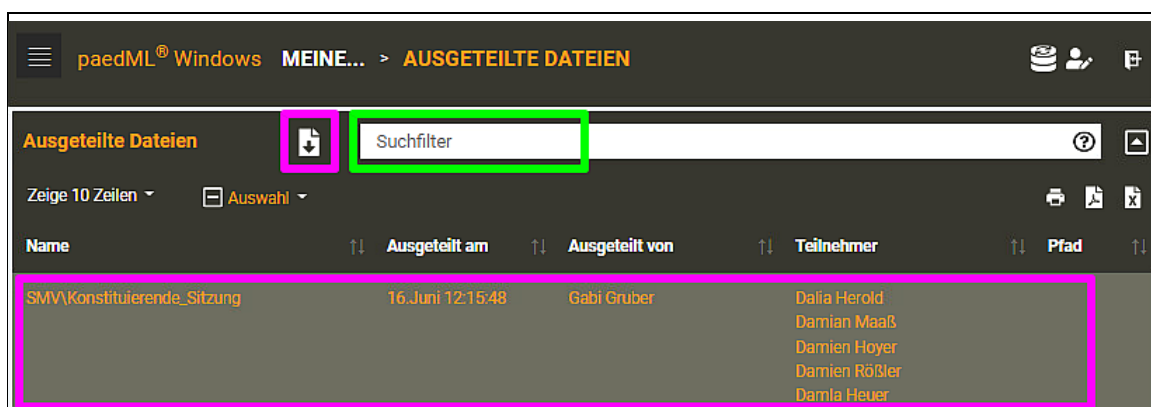 paedML® Windows MEINE... > AUSGETEILTE DATEIEN
Ausgeteilte Dateien Suchfilter
Zeige 10 Zeilen Auswahl
Name Ausgeteilt am Ausgeteilt von Teilnehmer Pfad
SMV\Konstituierende_Sitzung 16.Juni 12:15:48 Gabi Gruber Dalia Herold
Damian Maaß
Damien Hoyer
Damien Rößler
Damla Heuer